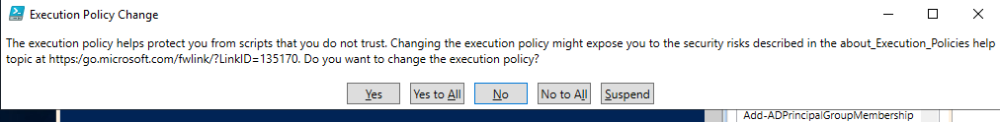 Execution Policy Change
The execution policy helps protect you from scripts that you do not trust. Changing the execution policy might expose you to the security risks described in the about_Execution_Policies help
topic at https:/go.microsoft.com/fwlink/?LinkID=135170. Do you want to change the execution policy?
Yes Yes to All No No to All Suspend
Add-ADPrincipalGroupMembership